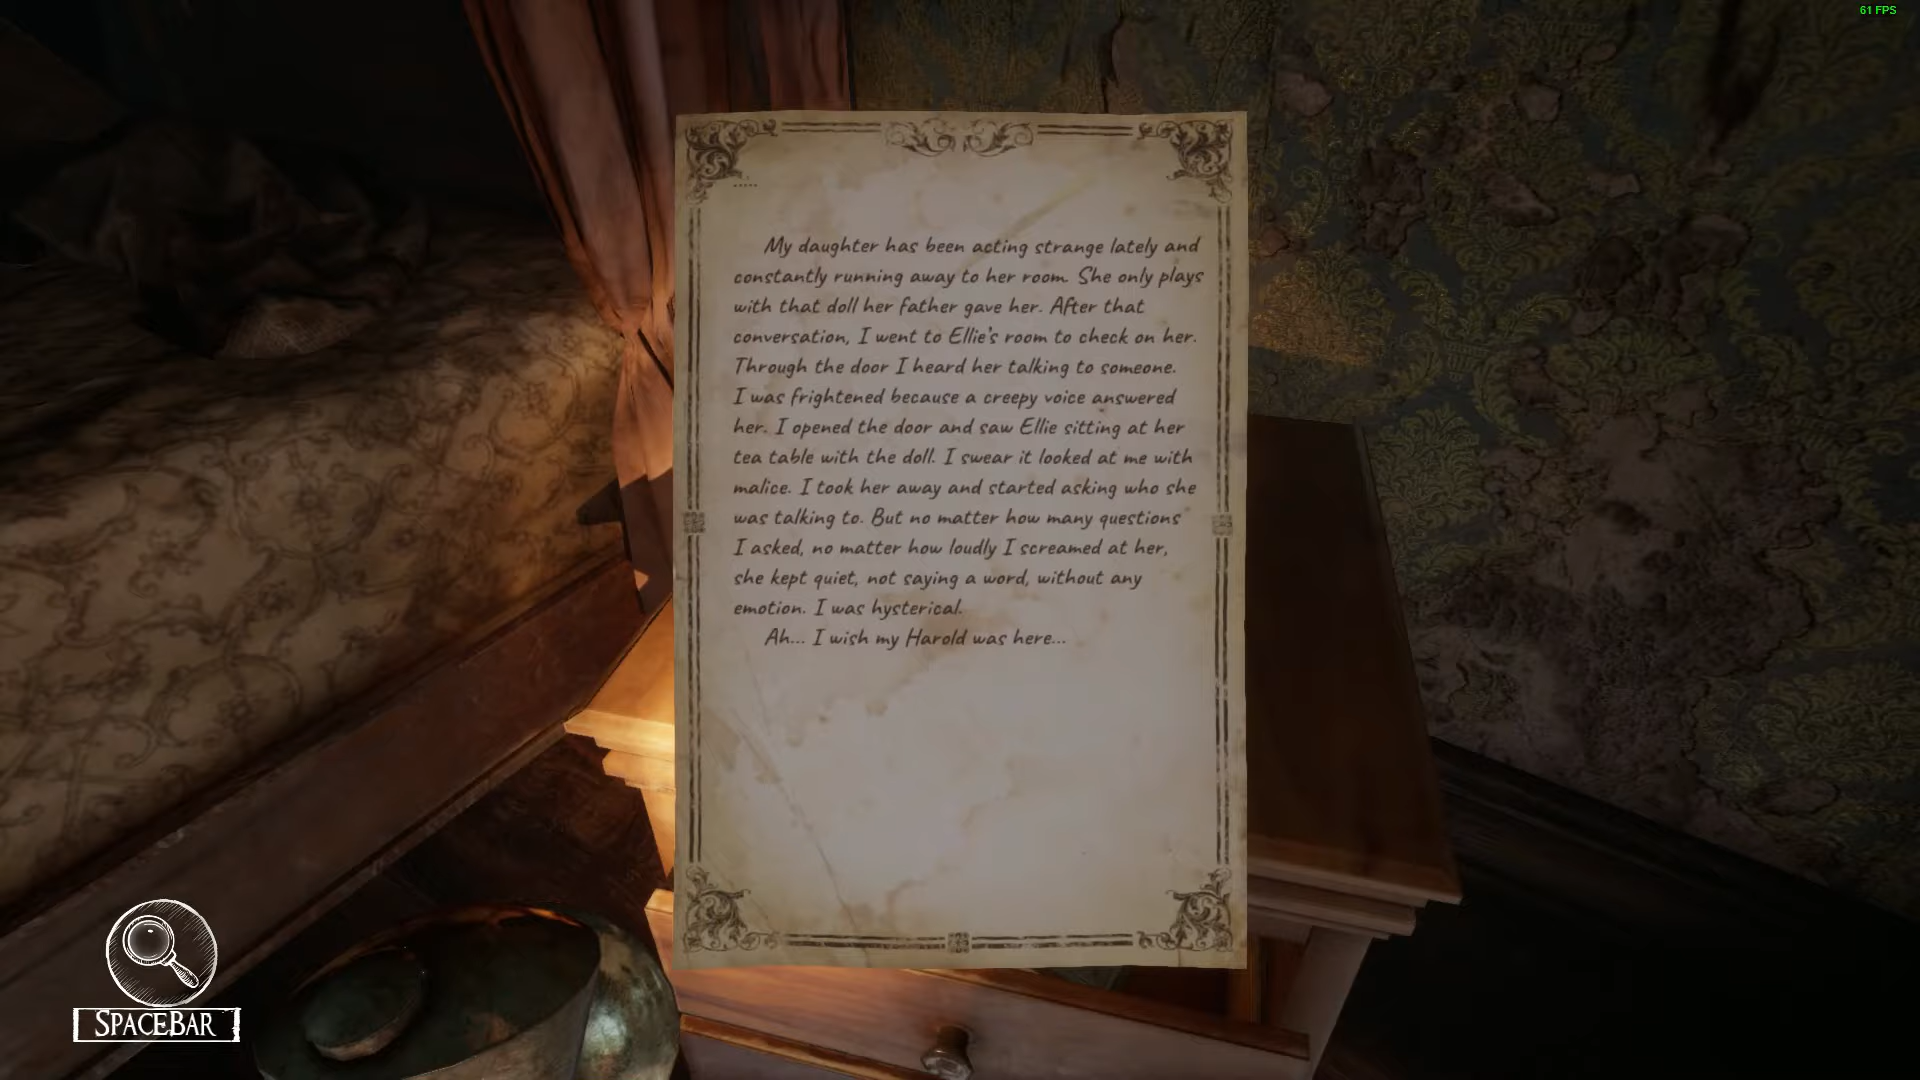 61 FPS
.....
My daughter has been acting strange lately and
constantly running away to her room. She only plays
with that doll her father gave her. After that
conversation, I went to Ellie's room to check on her.
Through the door I heard her talking to someone.
I was frightened because a creepy voice answered
her. I opened the door and saw Ellie sitting at her
tea table with the doll. I swear it looked at me with
malice. I took her away and started asking who she
was talking to. But no matter how many questions
I asked, no matter how loudly I screamed at her,
she kept quiet, not saying a word, without any
emotion. I was hysterical.
Ah... I wish my Harold was here...
SPACEBAR